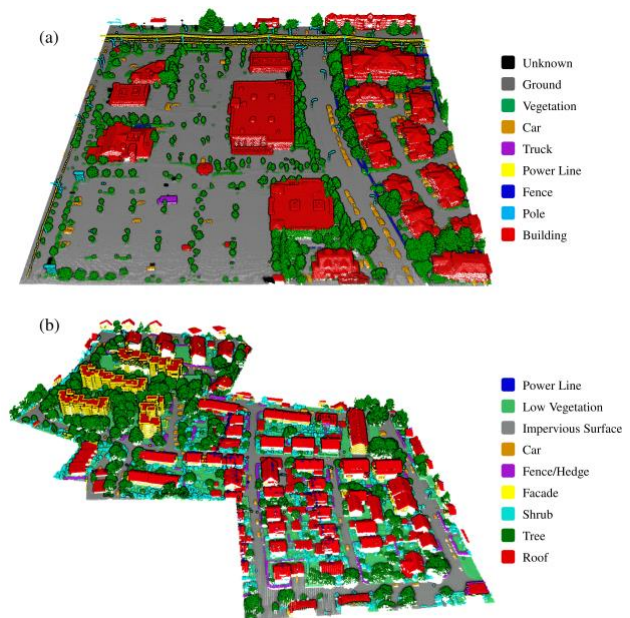 (a)
Unknown
Ground
Vegetation
Car
Truck
Power Line
Fence
Pole
Building
(b)
Power Line
Low Vegetation
Impervious Surface
Car
Fence/Hedge
Facade
Shrub
Tree
Roof